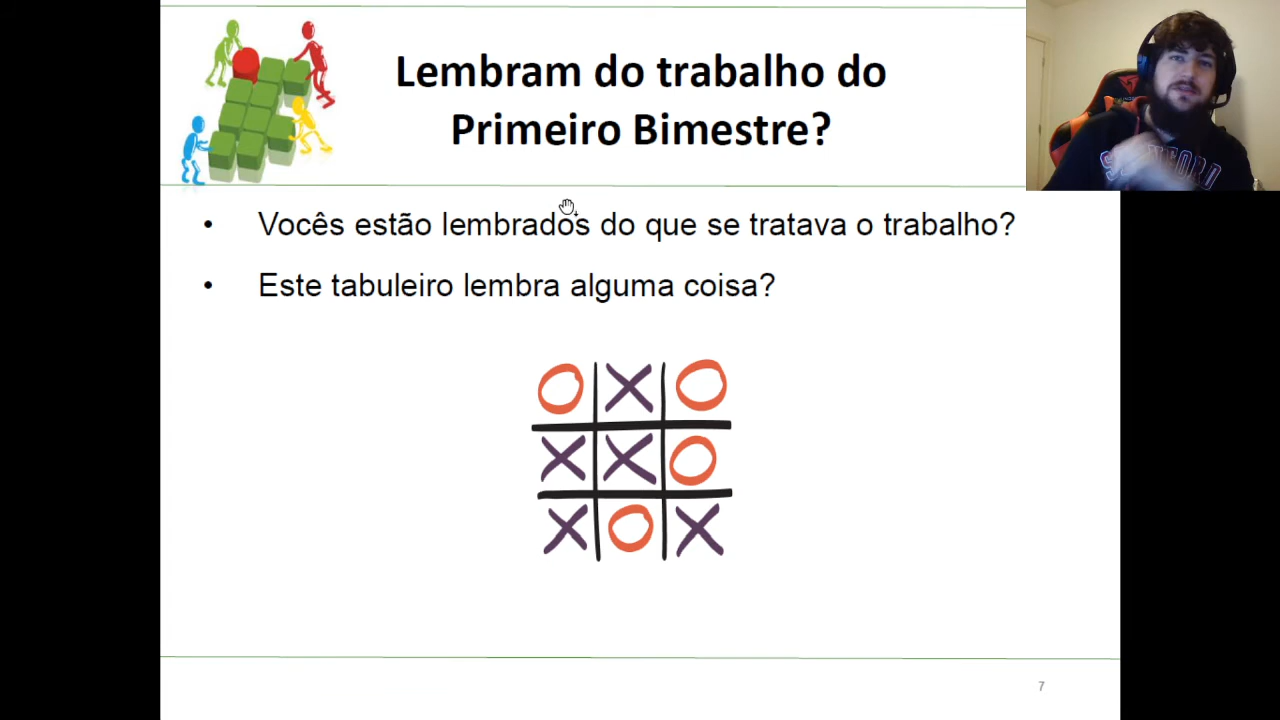 Lembram do trabalho do
Primeiro Bimestre?
• Vocês estão lembrados do que se tratava o trabalho?
• Este tabuleiro lembra alguma coisa?
O X O
X X O
X O X
7